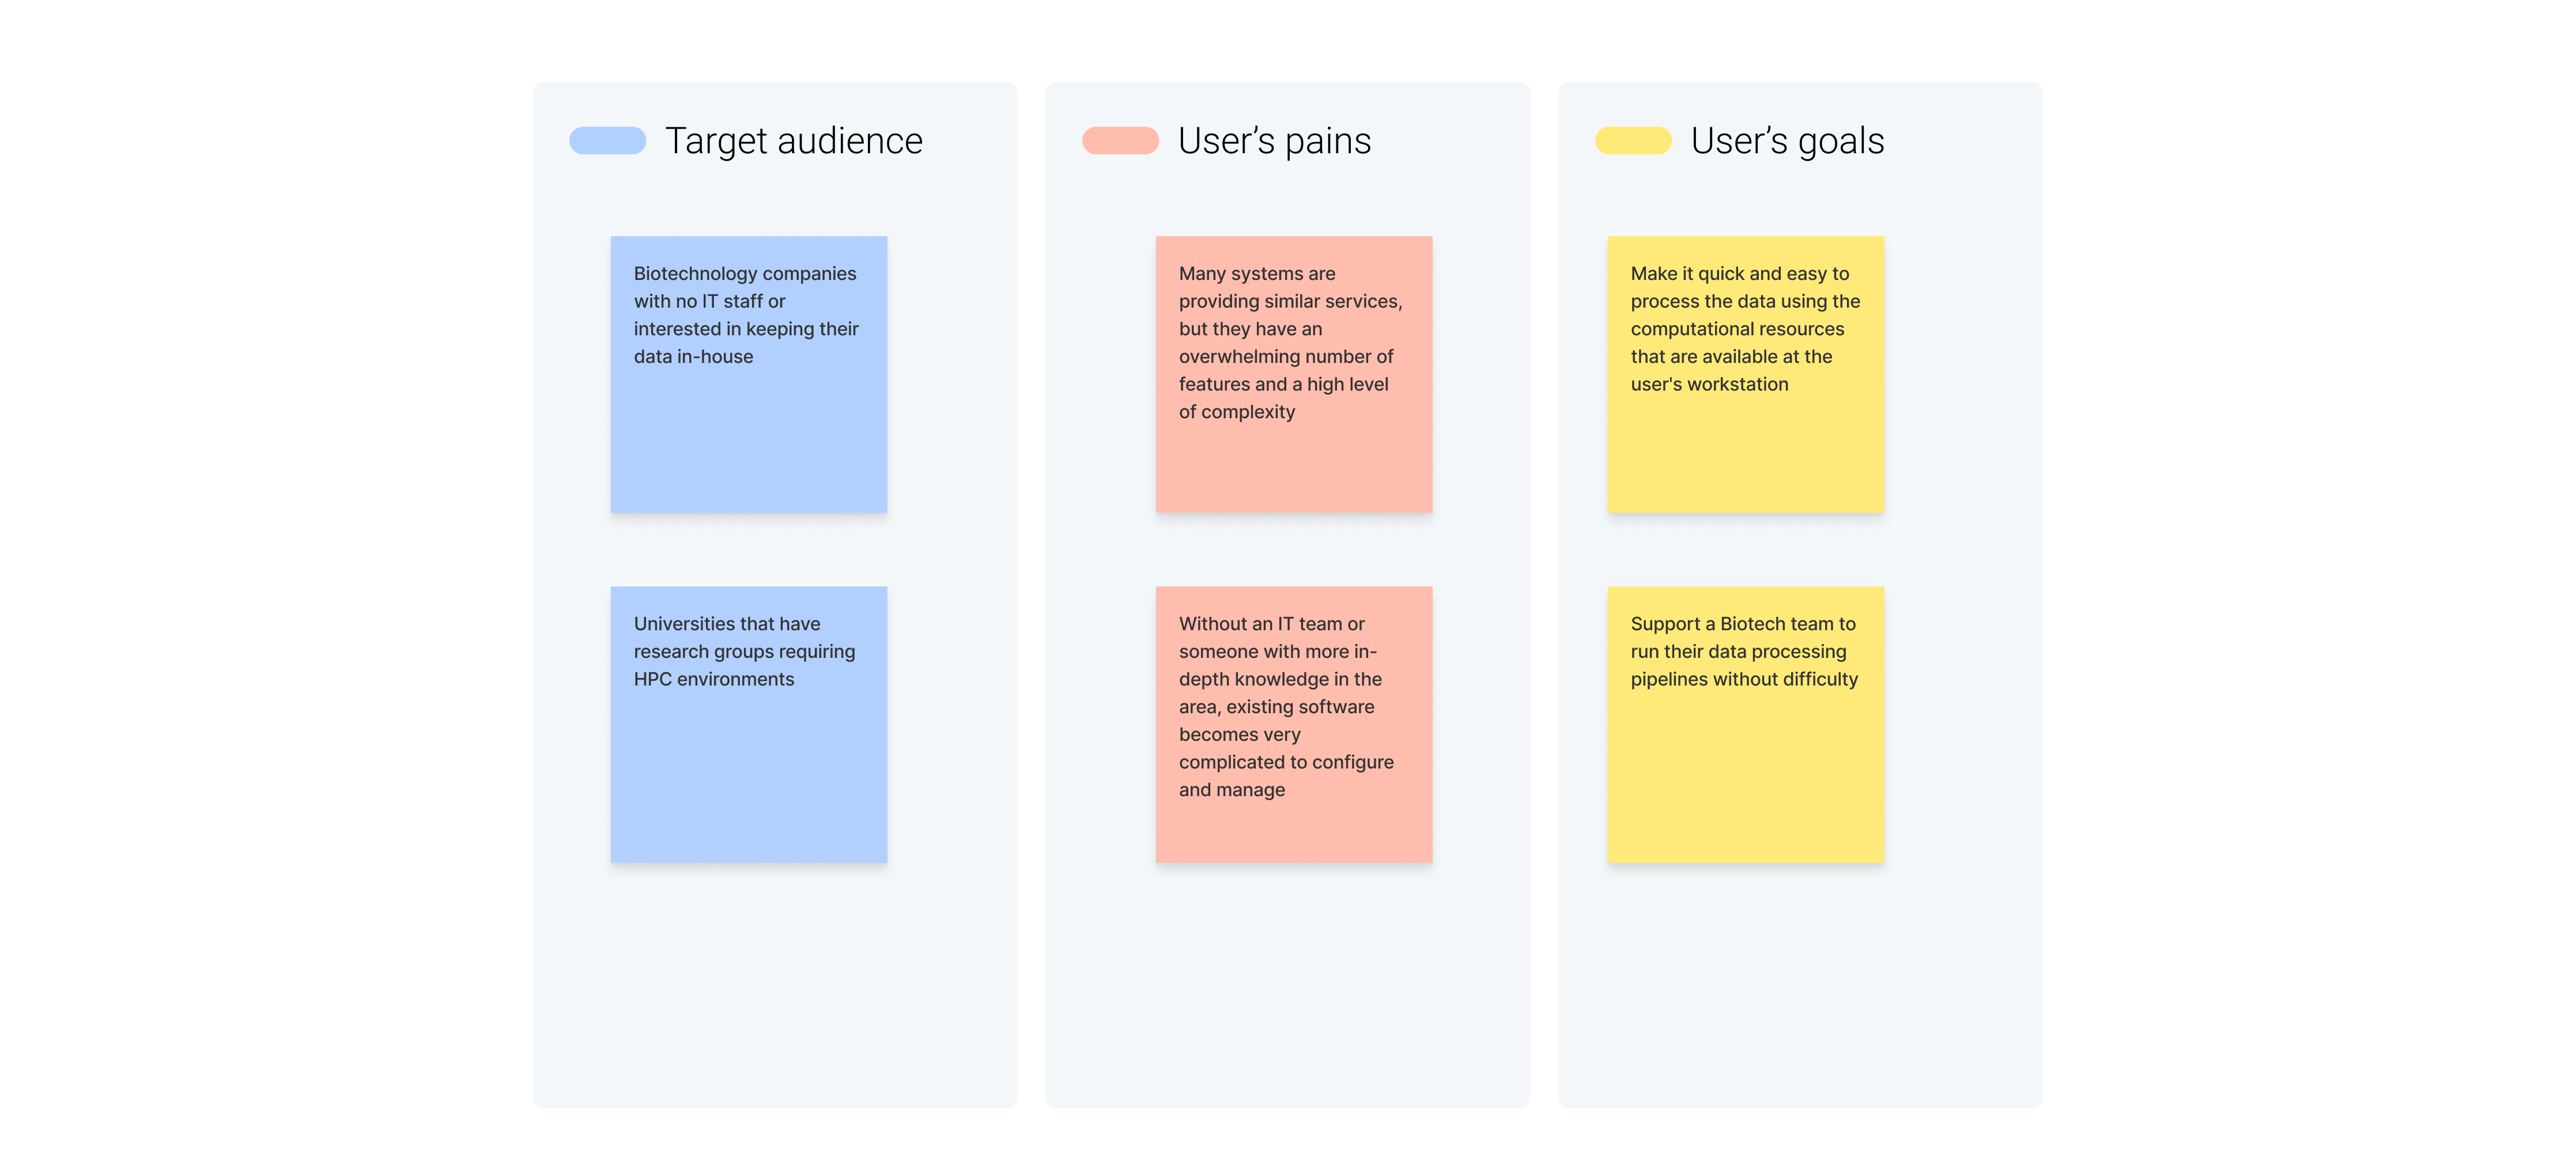 Target audience
Biotechnology companies
with no IT staff or
interested in keeping their
data in-house
Universities that have
research groups requiring
HPC environments
User’s pains
Many systems are
providing similar services,
but they have an
overwhelming number of
features and a high level
of complexity
Without an IT team or
someone with more in-
depth knowledge in the
area, existing software
becomes very
complicated to configure
and manage
User’s goals
Make it quick and easy to
process the data using the
computational resources
that are available at the
user's workstation
Support a Biotech team to
run their data processing
pipelines without difficulty